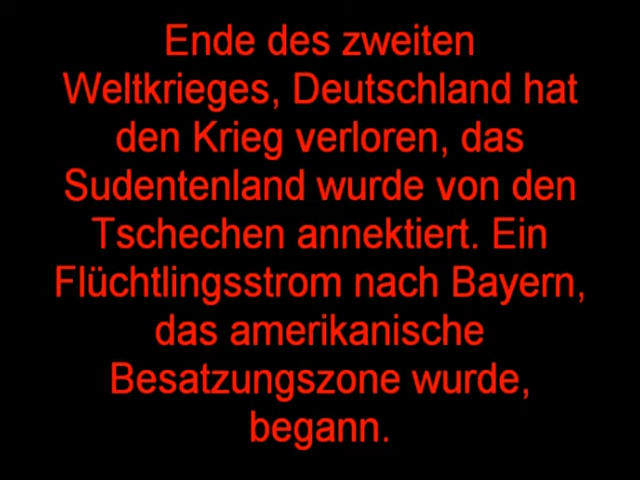 Ende des zweiten
Weltkrieges, Deutschland hat
den Krieg verloren, das
Sudentenland wurde von den
Tschechen annektiert. Ein
Flüchtlingsstrom nach Bayern,
das amerikanische
Besatzungszone wurde,
begann.